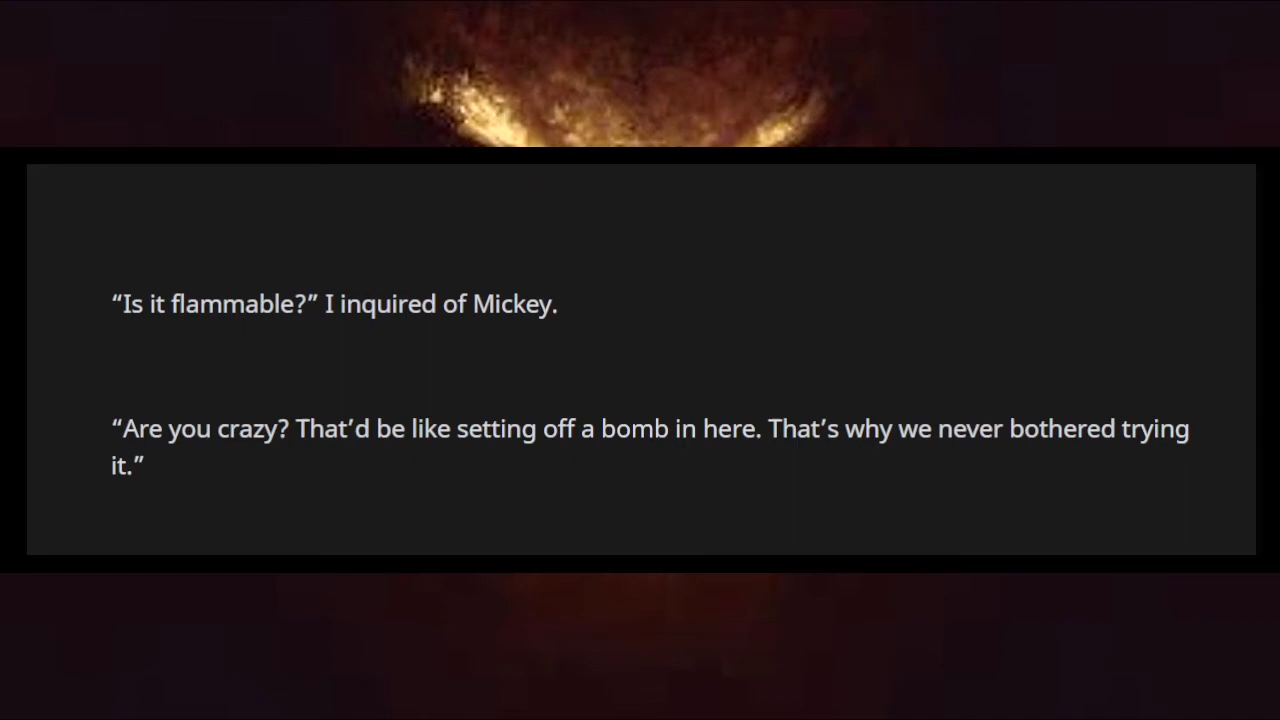 “Is it flammable?” I inquired of Mickey.
“Are you crazy? That’d be like setting off a bomb in here. That’s why we never bothered trying
it.”